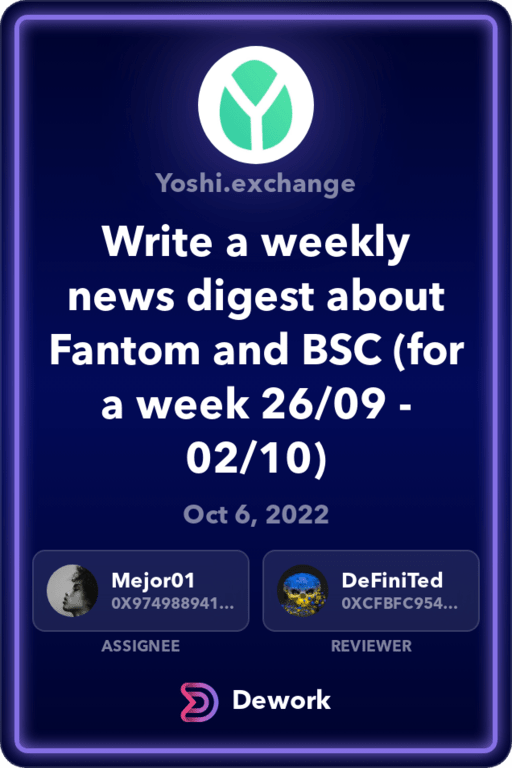 Yoshi.exchange
Write a weekly
news digest about
Fantom and BSC (for
a week 26/09 -
02/10)
Oct 6, 2022
Mejor01
0X974988941...
ASSIGNEE
DeFiniTed
0XCFBFC954...
REVIEWER
Dework